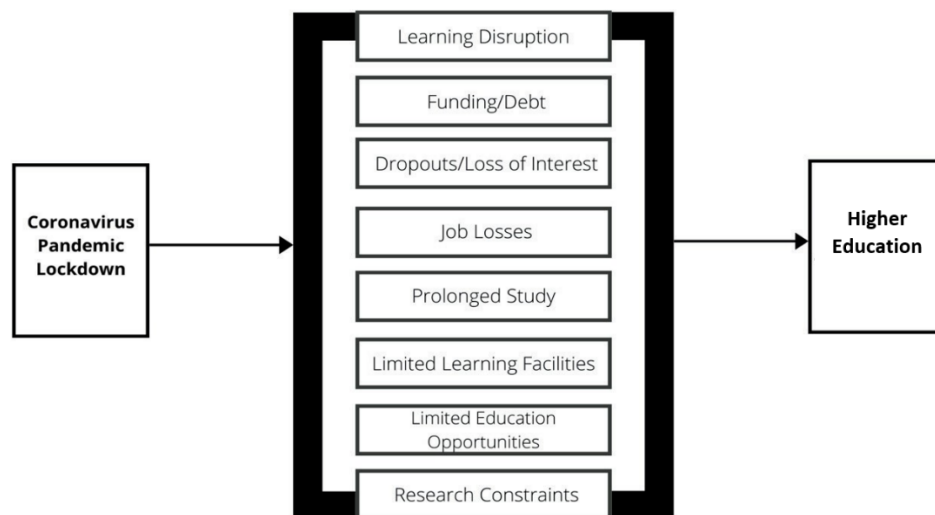 Coronavirus
Pandemic
Lockdown
Learning Disruption
Funding/Debt
Dropouts/Loss of Interest
Job Losses
Prolonged Study
Limited Learning Facilities
Limited Education
Opportunities
Research Constraints
Higher
Education